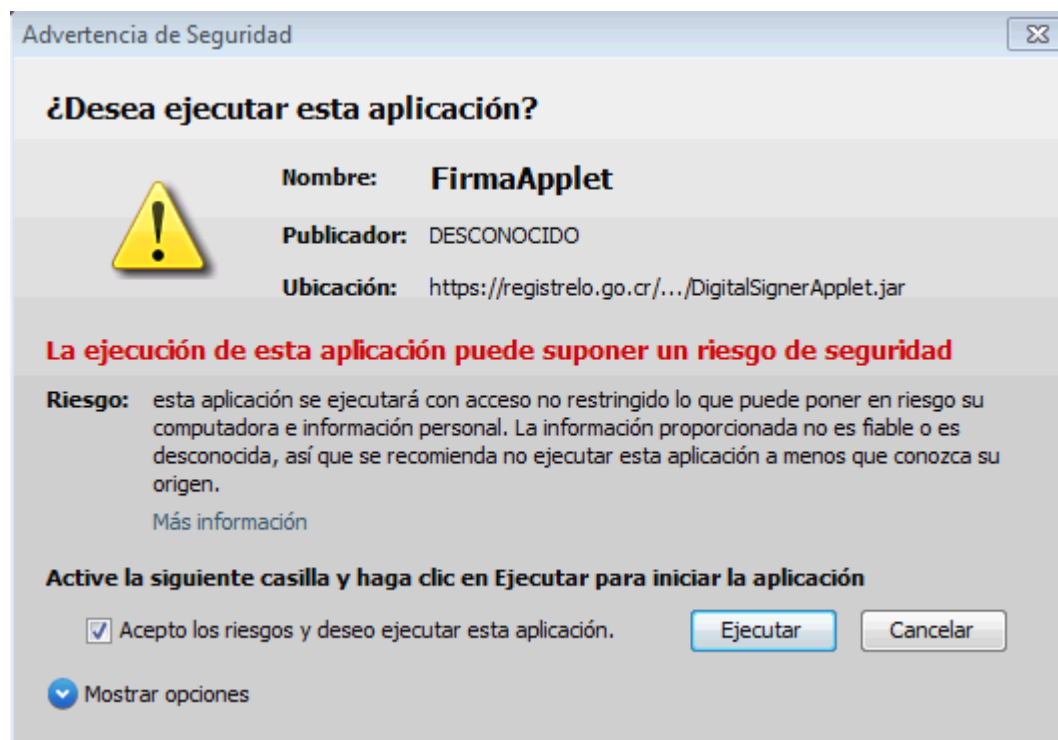 Advertencia de Seguridad
¿Desea ejecutar esta aplicación?
Nombre: FirmaApplet
Publicador: DESCONOCIDO
Ubicación: https://registrelo.go.cr/.../DigitalSignerApplet.jar
La ejecución de esta aplicación puede suponer un riesgo de seguridad
Riesgo: esta aplicación se ejecutará con acceso no restringido lo que puede poner en riesgo su
computadora e información personal. La información proporcionada no es fiable o es
desconocida, así que se recomienda no ejecutar esta aplicación a menos que conozca su
origen.
Más información
Active la siguiente casilla y haga clic en Ejecutar para iniciar la aplicación
Acepto los riesgos y deseo ejecutar esta aplicación. Ejecutar Cancelar
Mostrar opciones